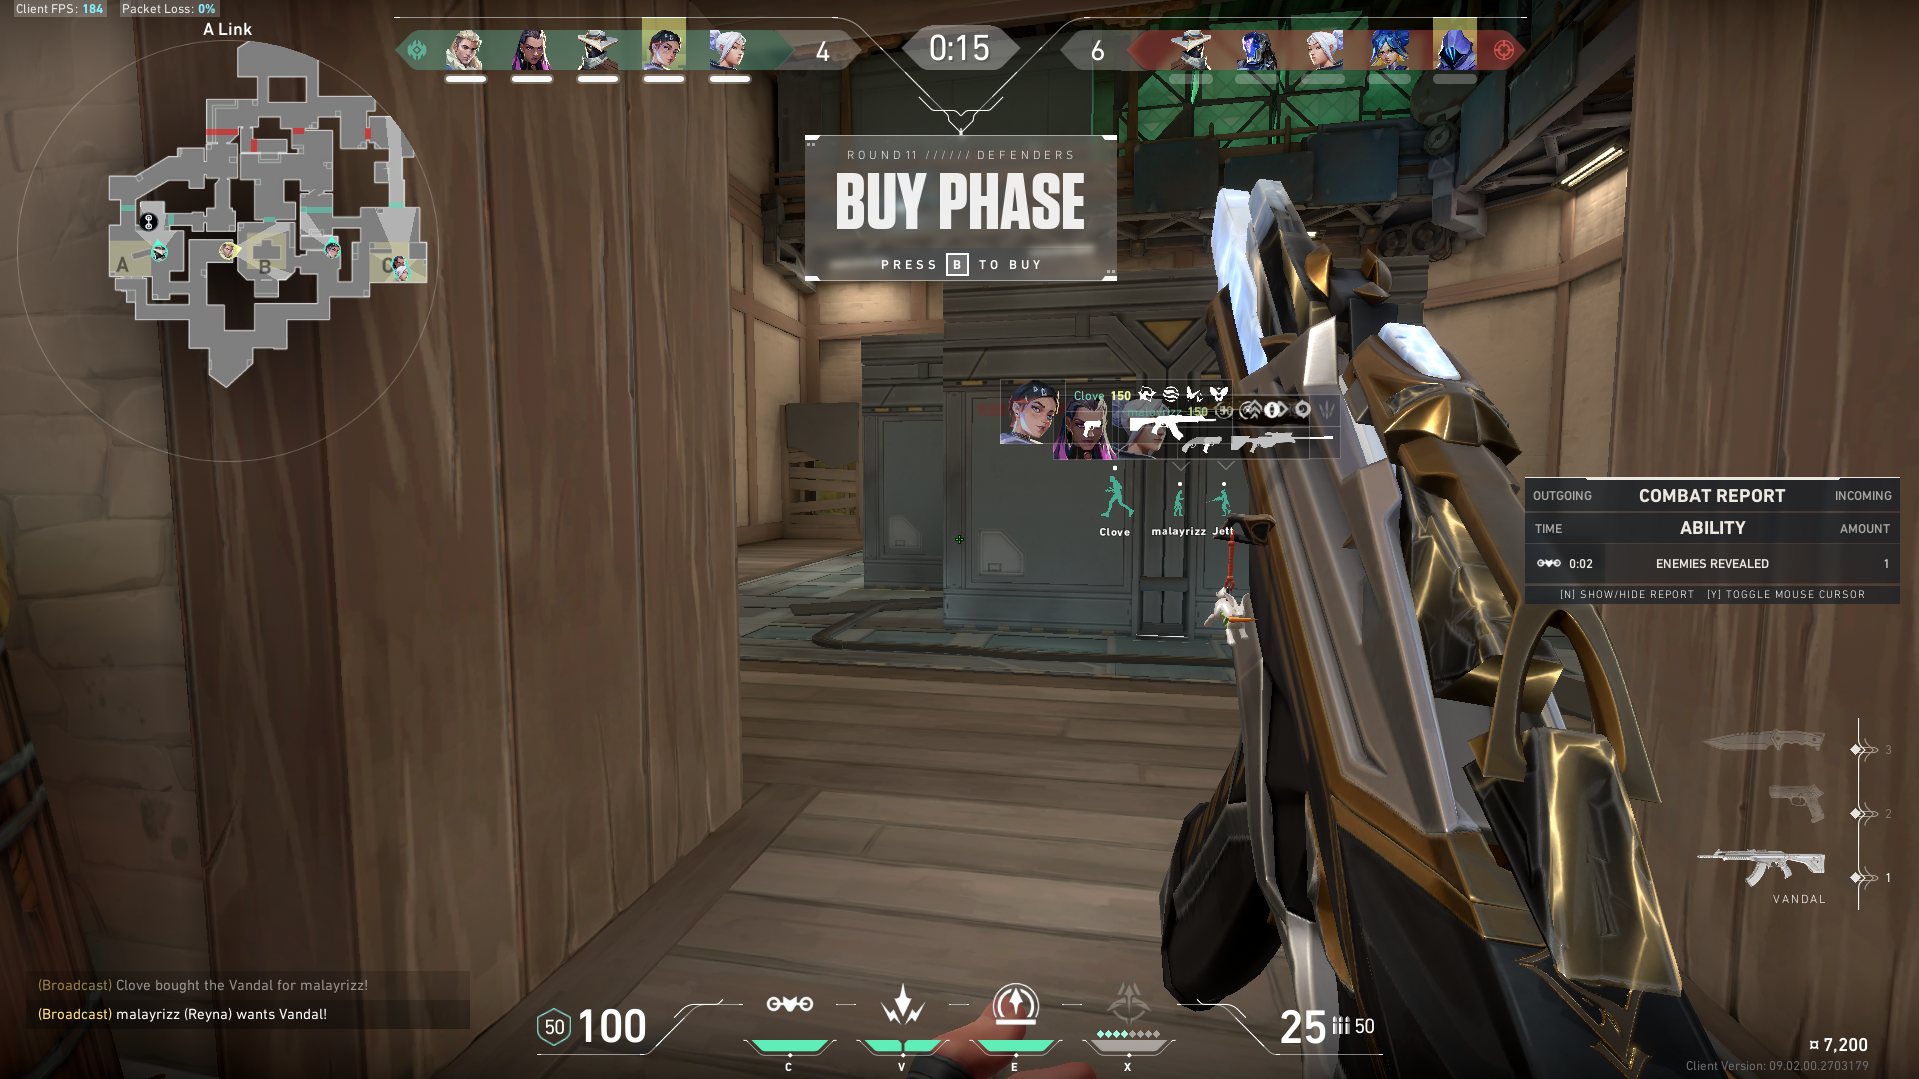 Client FPS: 184 Packet Loss: 0%
A Link
4
0:15
6
ROUND 11 ////// DEFENDERS
BUY PHASE
PRESS B TO BUY
A
B
C
Clove 150
malayrizz 150
Clove
malayrizz
Jett
OUTGOING COMBAT REPORT INCOMING
TIME ABILITY AMOUNT
0:02 ENEMIES REVEALED 1
[N] SHOW/HIDE REPORT [Y] TOGGLE MOUSE CURSOR
3
2
1
VANDAL
(Broadcast) Clove bought the Vandal for malayrizz!
(Broadcast) malayrizz (Reyna) wants Vandal!
50 100
C
V
E
X
25 50
¤ 7,200
Client Version: 09.02.00.2703179